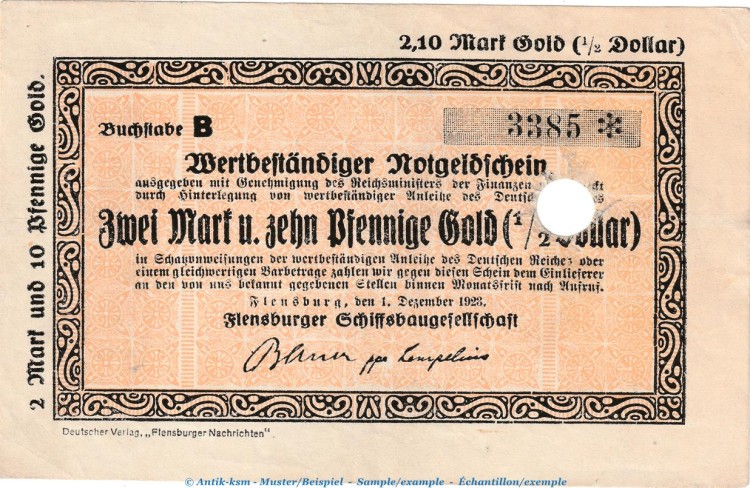 2,10 Mark Gold (1/2 Dollar)
2 Mark und 10 Pfennige Gold.
Buchstabe B
3385 *
Wertbeständiger Notgeldschein
ausgegeben mit Genehmigung des Reichsministers der Finanzen
durch Hinterlegung von wertbeständiger Anleihe des Deutsch es
Zwei Mark u. zehn Pfennige Gold (1/2 Dollar)
in Schatzanweisungen der wertbeständigen Anleihe des Deutschen Reiches oder
einem gleichwertigen Barbetrage zahlen wir gegen diesen Schein dem Einlieferer
an den von uns bekannt gegebenen Stellen binnen Monatsfrist nach Aufruf.
Flensburg, den 1. Dezember 1923.
Flensburger Schiffsbaugesellschaft
ppa
Deutscher Verlag, „Flensburger Nachrichten".
© Antik-ksm - Muster/Beispiel - Sample/example - Échantillon/exemple